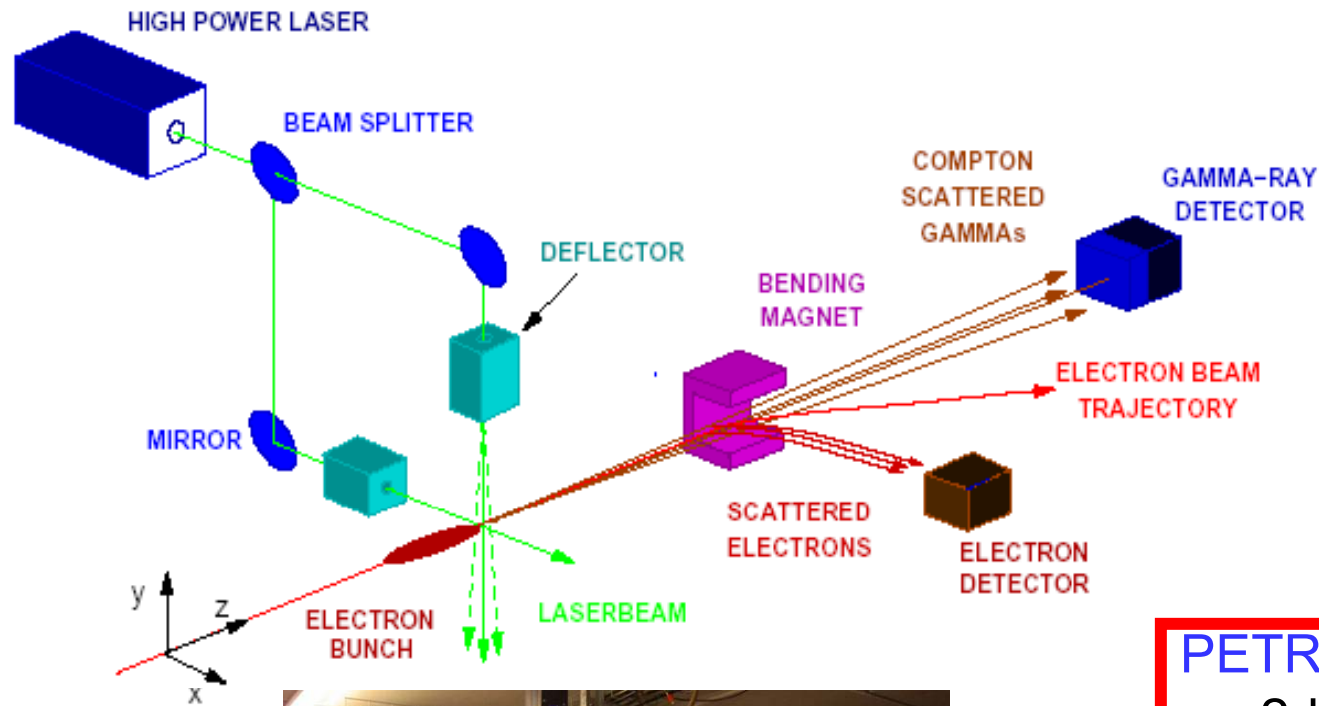 HIGH POWER LASER
BEAM SPLITTER
COMPTON
SCATTERED
GAMMAs
GAMMA-RAY
DETECTOR
DEFLECTOR
BENDING
MAGNET
ELECTRON BEAM
TRAJECTORY
MIRROR
SCATTERED
ELECTRONS
ELECTRON
DETECTOR
y
z
x
ELECTRON
BUNCH
LASERBEAM
PETR